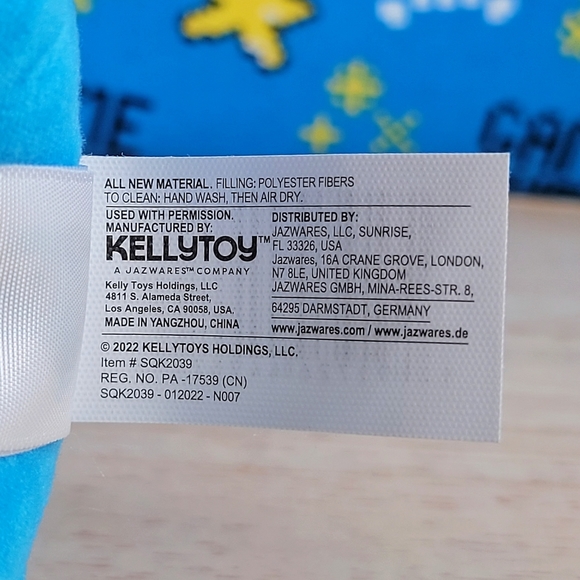 ALL NEW MATERIAL. FILLING: POLYESTER FIBERS
TO CLEAN: HAND WASH, THEN AIR DRY.
USED WITH PERMISSION.
MANUFACTURED BY:
KELLYTOY™
A JAZWARES™ COMPANY
Kelly Toys Holdings, LLC
4811 S. Alameda Street,
Los Angeles, CA 90058, USA.
MADE IN YANGZHOU, CHINA
DISTRIBUTED BY:
JAZWARES, LLC, SUNRISE,
FL 33326, USA
Jazwares, 16A CRANE GROVE, LONDON,
N7 8LE, UNITED KINGDOM
JAZWARES GMBH, MINA-REES-STR. 8,
64295 DARMSTADT, GERMANY
www.jazwares.com / www.jazwares.de
© 2022 KELLYTOYS HOLDINGS, LLC.
Item # SQK2039
REG. NO. PA -17539 (CN)
SQK2039 - 012022 - N007